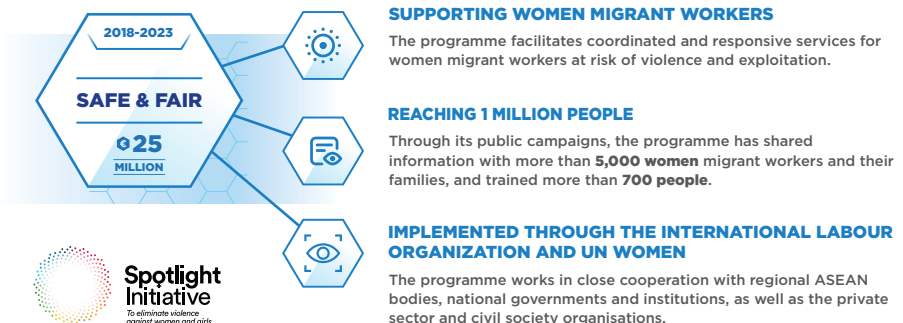 2018-2023
SAFE & FAIR
25
MILLION
SUPPORTING WOMEN MIGRANT WORKERS
The programme facilitates coordinated and responsive services for
women migrant workers at risk of violence and exploitation.
REACHING 1 MILLION PEOPLE
Through its public campaigns, the programme has shared
information with more than 5,000 women migrant workers and their
families, and trained more than 700 people.
IMPLEMENTED THROUGH THE INTERNATIONAL LABOUR
ORGANIZATION AND UN WOMEN
The programme works in close cooperation with regional ASEAN
bodies, national governments and institutions, as well as the private
sector and civil society organisations.
Spotlight
Initiative
To eliminate violence
against women and girls